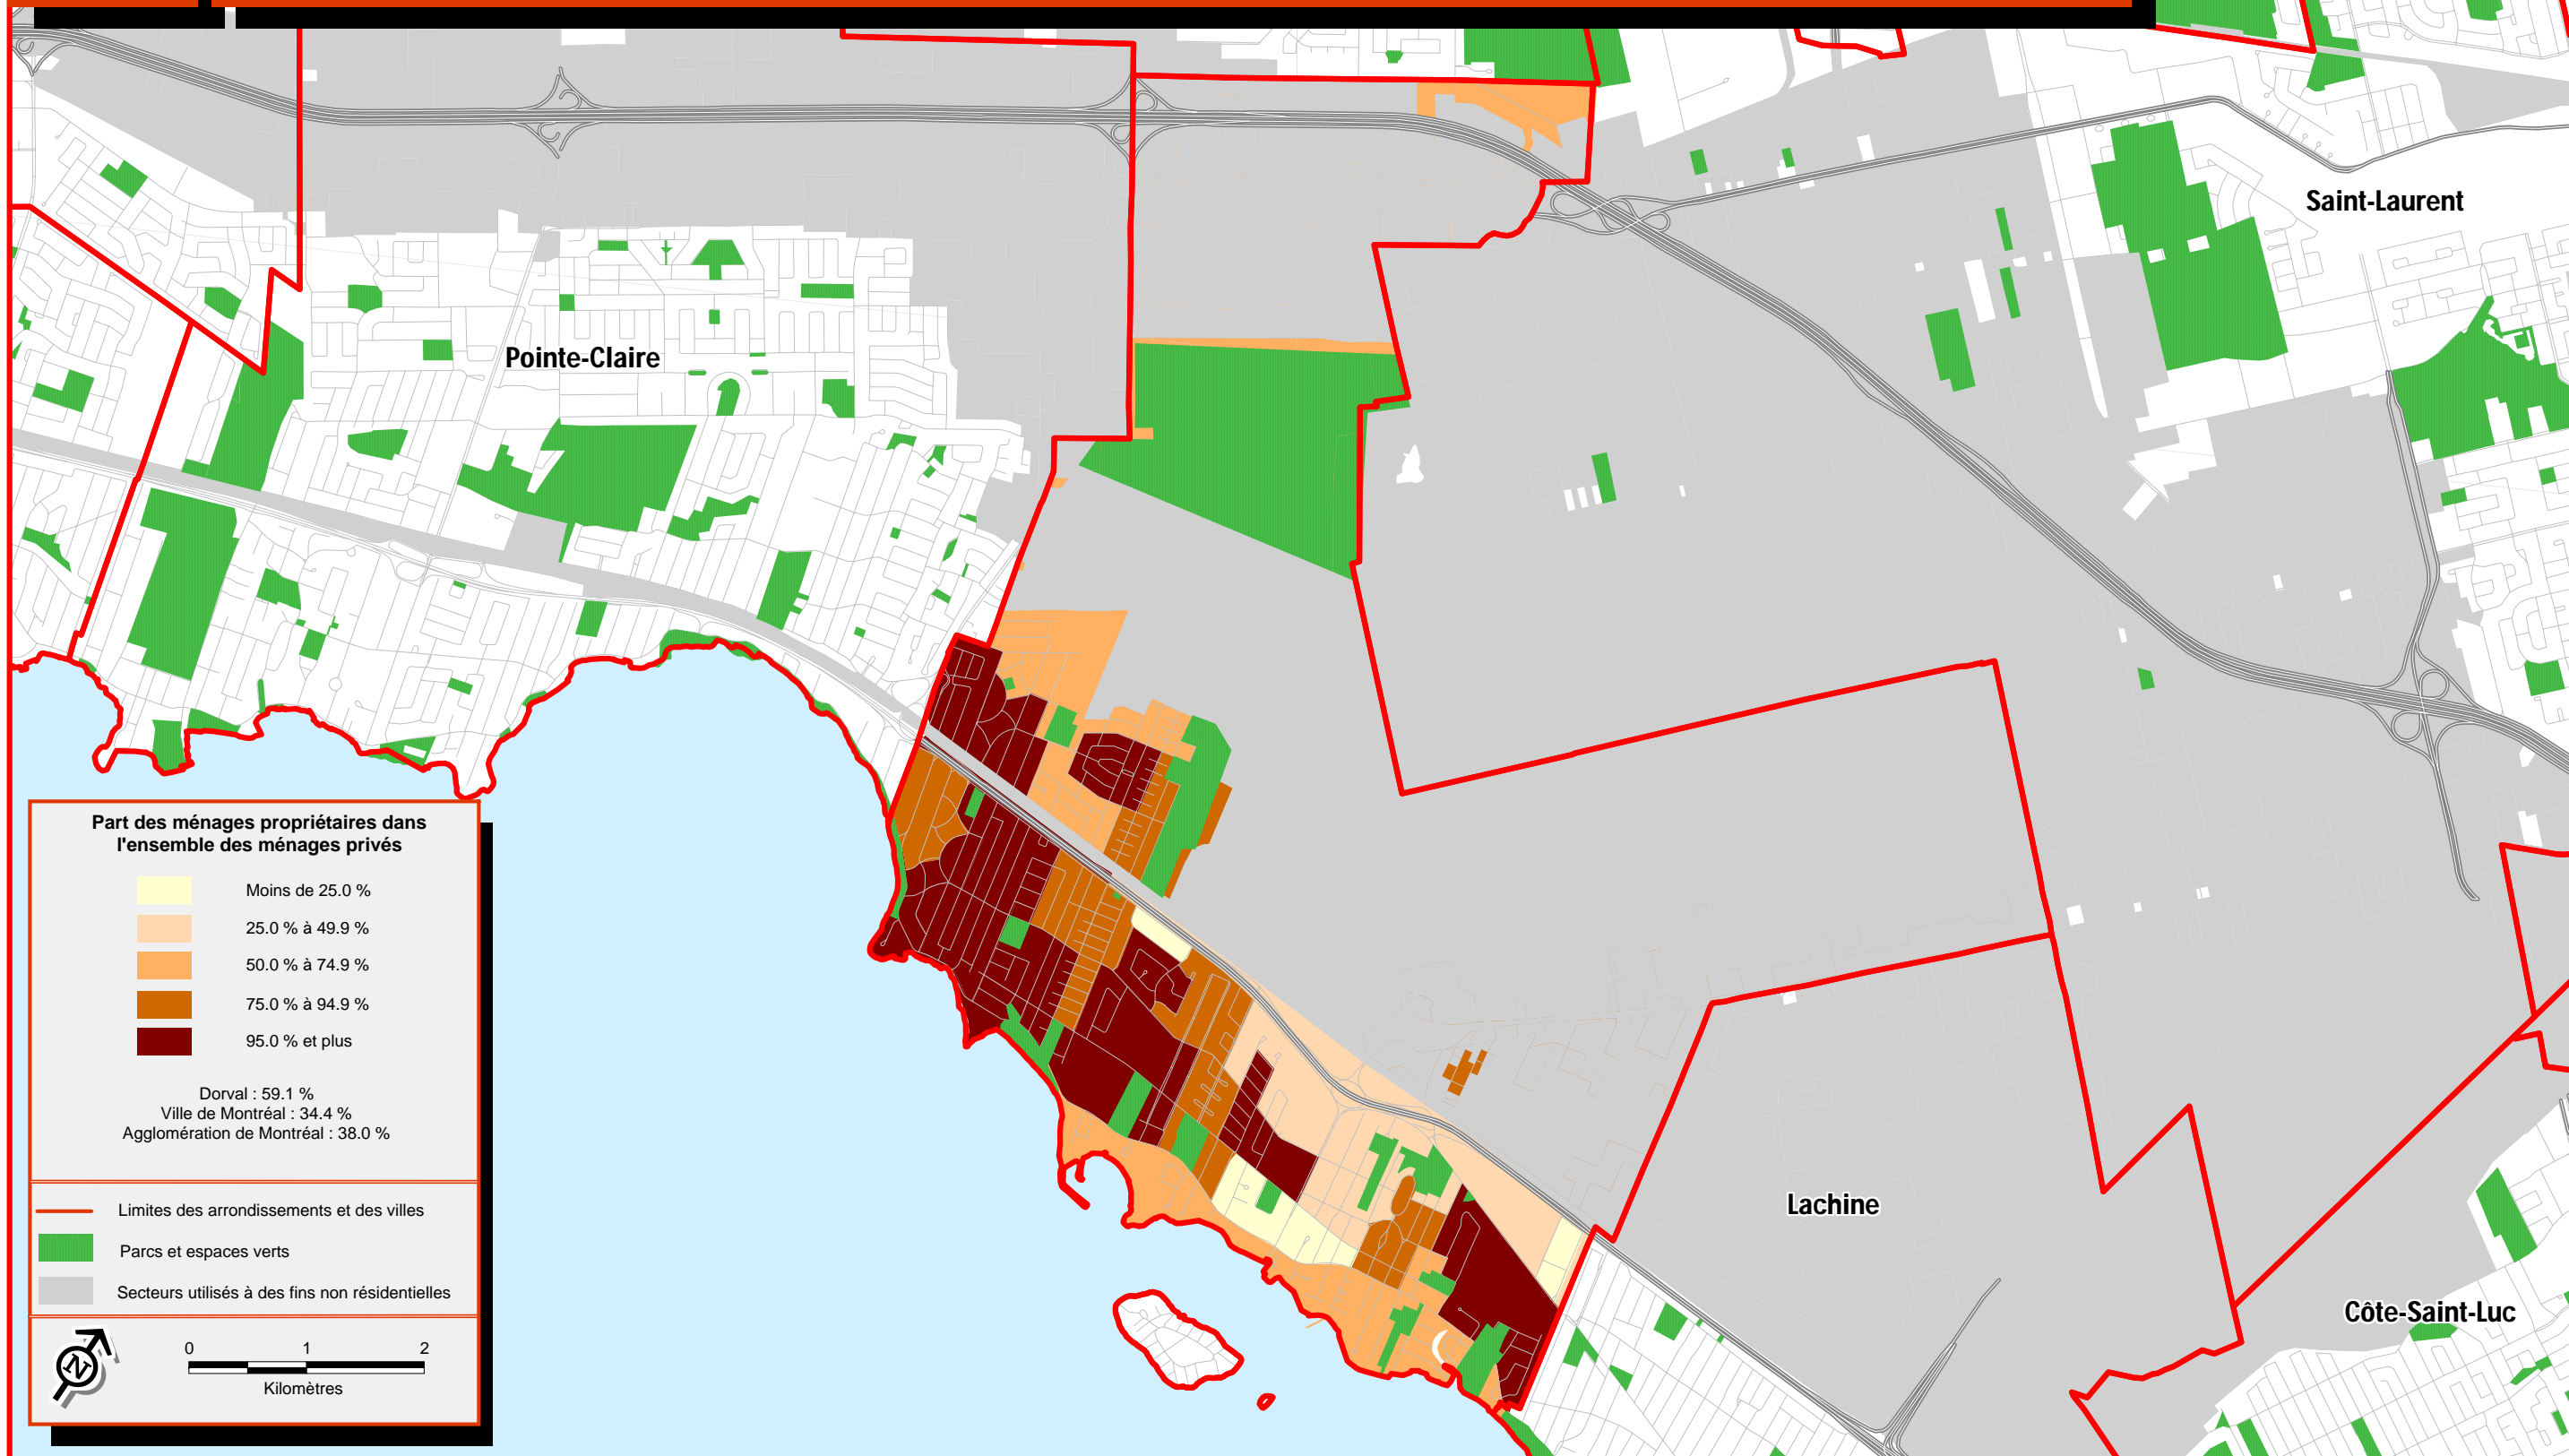 Saint-Laurent
Pointe-Claire
Part des ménages propriétaires dans
l'ensemble des ménages privés
Moins de 25.0 %
25.0 % à 49.9 %
50.0 % à 74.9 %
75.0 % à 94.9 %
95.0 % et plus
Dorval : 59.1 %
Ville de Montréal : 34.4 %
Agglomération de Montréal : 38.0 %
Limites des arrondissements et des villes
Parcs et espaces verts
Secteurs utilisés à des fins non résidentielles
N
0 1 2
Kilomètres
Lachine
Côte-Saint-Luc